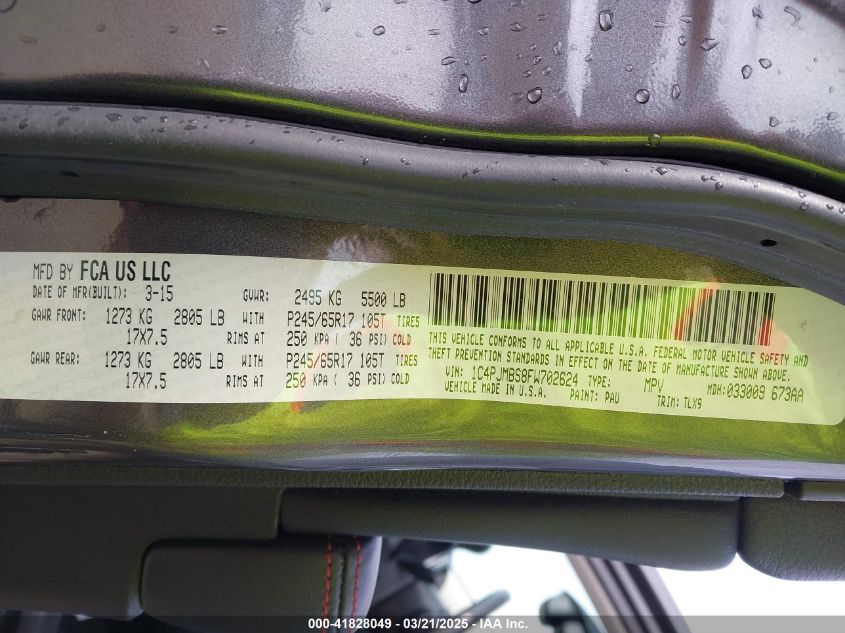 MFD BY FCA US LLC
DATE OF MFR(BUILT): 3-15 GVWR: 2495 KG 5500 LB
GAWR FRONT: 1273 KG 2805 LB WITH P245/65R17 105T TIRES
17X7.5 RIMS AT 250 KPA ( 36 PSI) COLD
GAWR REAR: 1273 KG 2805 LB WITH P245/65R17 105T TIRES
17X7.5 RIMS AT 250 KPA ( 36 PSI) COLD
THIS VEHICLE CONFORMS TO ALL APPLICABLE U.S.A. FEDERAL MOTOR VEHICLE SAFETY AND
THEFT PREVENTION STANDARDS IN EFFECT ON THE DATE OF MANUFACTURE SHOWN ABOVE.
VIN: 1C4PJMBS8FW702624 TYPE: MPV MDH: 033009 673AA
VEHICLE MADE IN U.S.A. PAINT: PAU TRIM: TLX9
000-41828049 - 03/21/2025 - IAAI.com